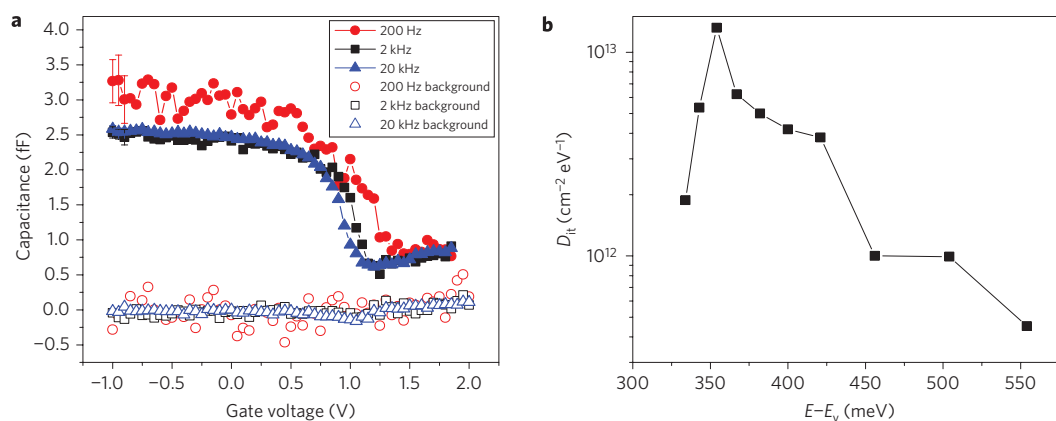 a
4.0
3.5
3.0
2.5
2.0
1.5
1.0
0.5
0.0
−0.5
Capacitance (fF)
200 Hz
2 kHz
20 kHz
200 Hz background
2 kHz background
20 kHz background
−1.0 −0.5 0.0 0.5 1.0 1.5 2.0
Gate voltage (V)
b
10¹³
10¹²
D_it (cm⁻² eV⁻¹)
300 350 400 450 500 550
E−E_v (meV)